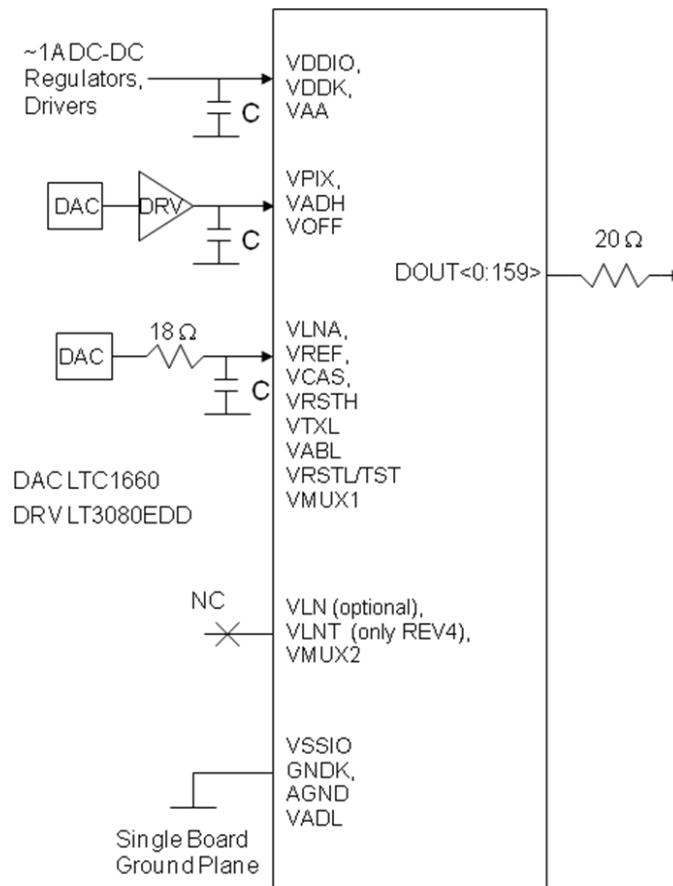 ~1A DC-DC
Regulators,
Drivers
C
VDDIO,
VDDK,
VAA
DAC
DRV
C
VPIX,
VADH
VOFF
DOUT<0:159>
20 Ω
DAC
18 Ω
C
VLNA,
VREF,
VCAS,
VRSTH
VTXL
VABL
VRSTL/TST
VMUX1
DAC LTC1660
DRV LT3080EDD
NC
VLN (optional),
VLNT (only REV4),
VMUX2
VSSIO
GNDK,
AGND
VADL
Single Board
Ground Plane